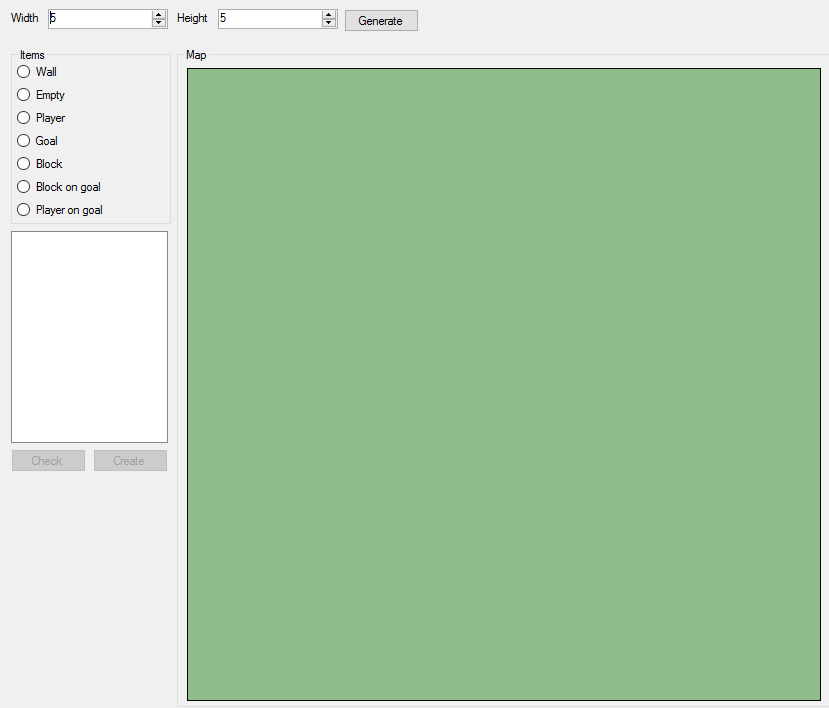 Width 5 Height 5 Generate
Items
Map
Wall
Empty
Player
Goal
Block
Block on goal
Player on goal
Check Create